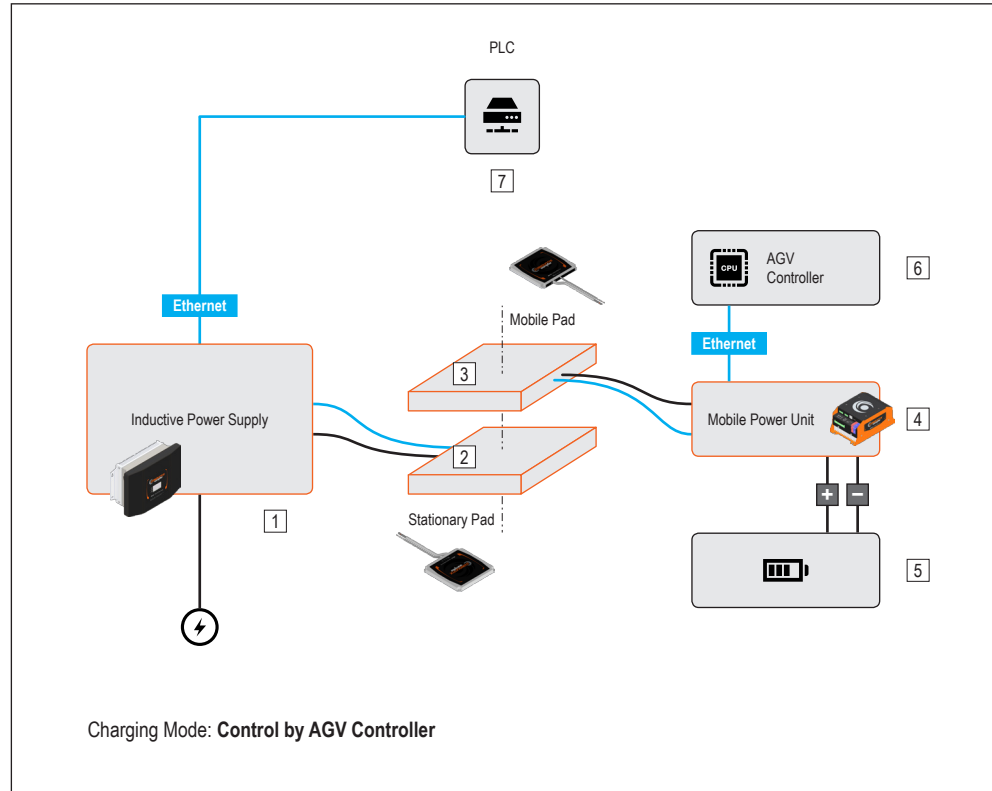 PLC
7
CPU
AGV
Controller
6
Ethernet
Mobile Pad
Ethernet
3
Inductive Power Supply
Mobile Power Unit
4
2
+
−
1
Stationary Pad
5
Charging Mode: Control by AGV Controller